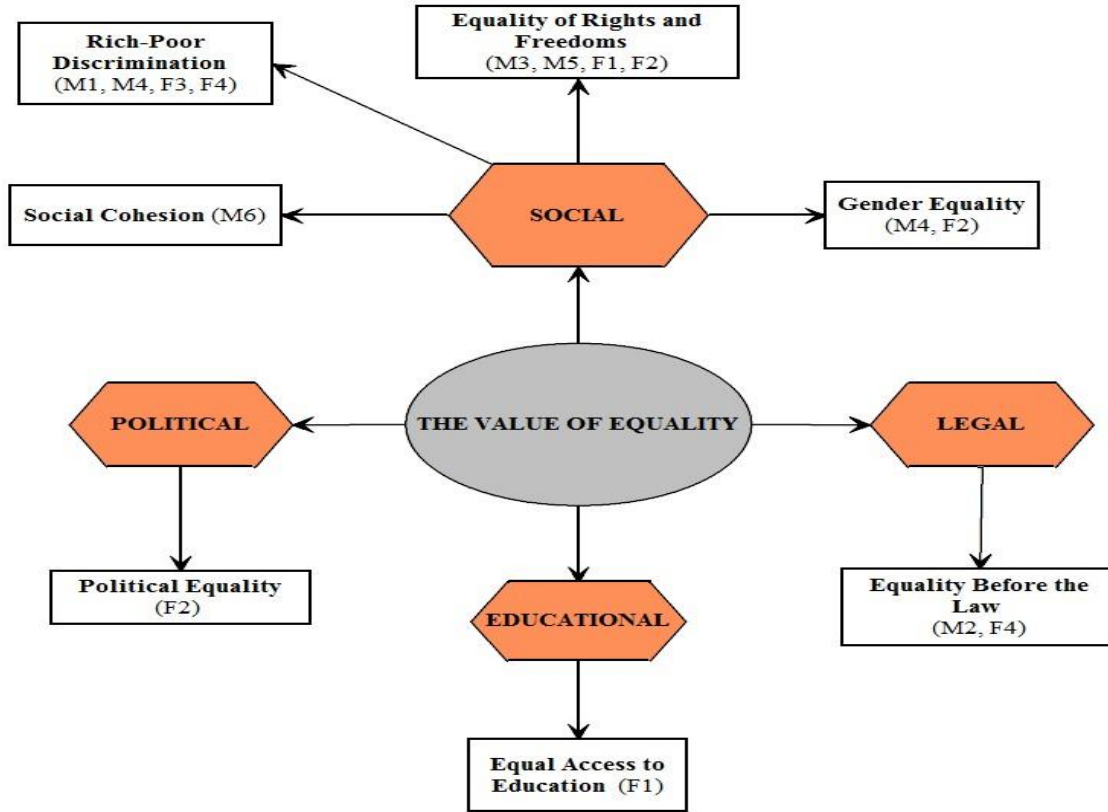 Equality of Rights and
Freedoms
(M3, M5, F1, F2)
Rich-Poor
Discrimination
(M1, M4, F3, F4)
Social Cohesion (M6)
SOCIAL
Gender Equality
(M4, F2)
POLITICAL
THE VALUE OF EQUALITY
LEGAL
Political Equality
(F2)
EDUCATIONAL
Equality Before the
Law
(M2, F4)
Equal Access to
Education (F1)